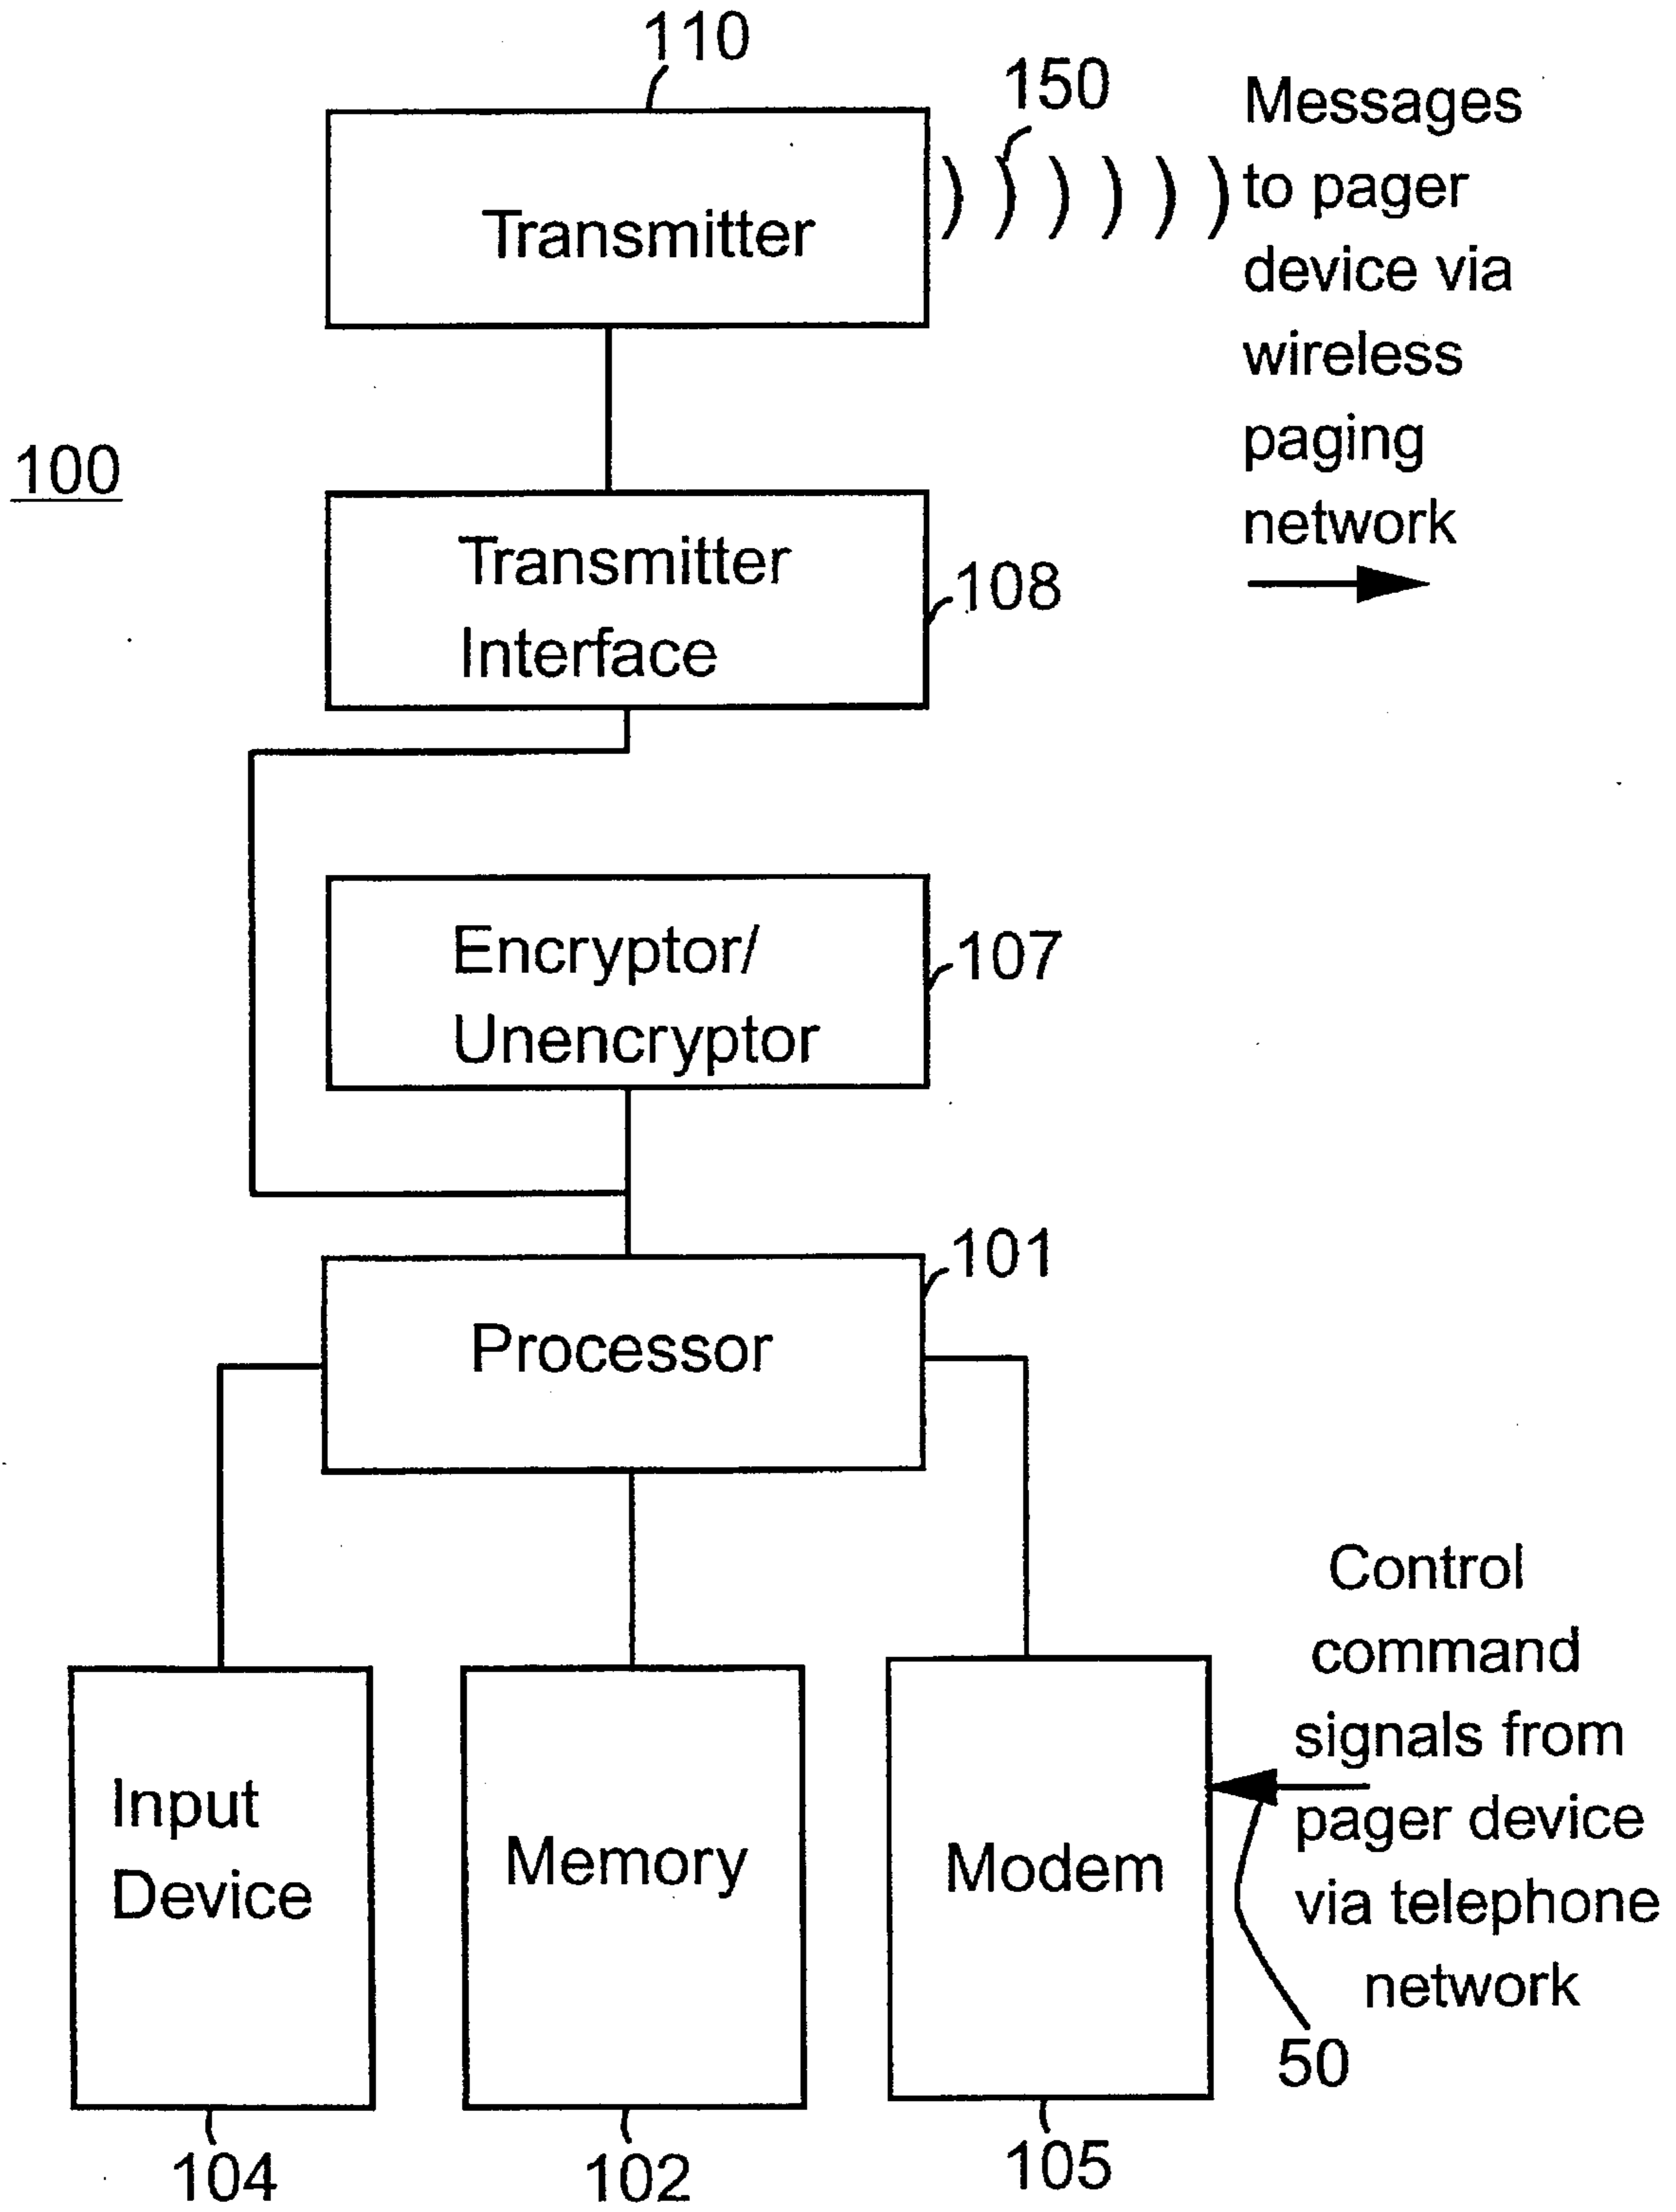 110
150
Messages
to pager
device via
wireless
paging
network
Transmitter
100
Transmitter
Interface
108
Encryptor/
Unencryptor
107
101
Processor
Control
command
signals from
pager device
via telephone
network
50
Input
Device
Memory
Modem
104
102
105